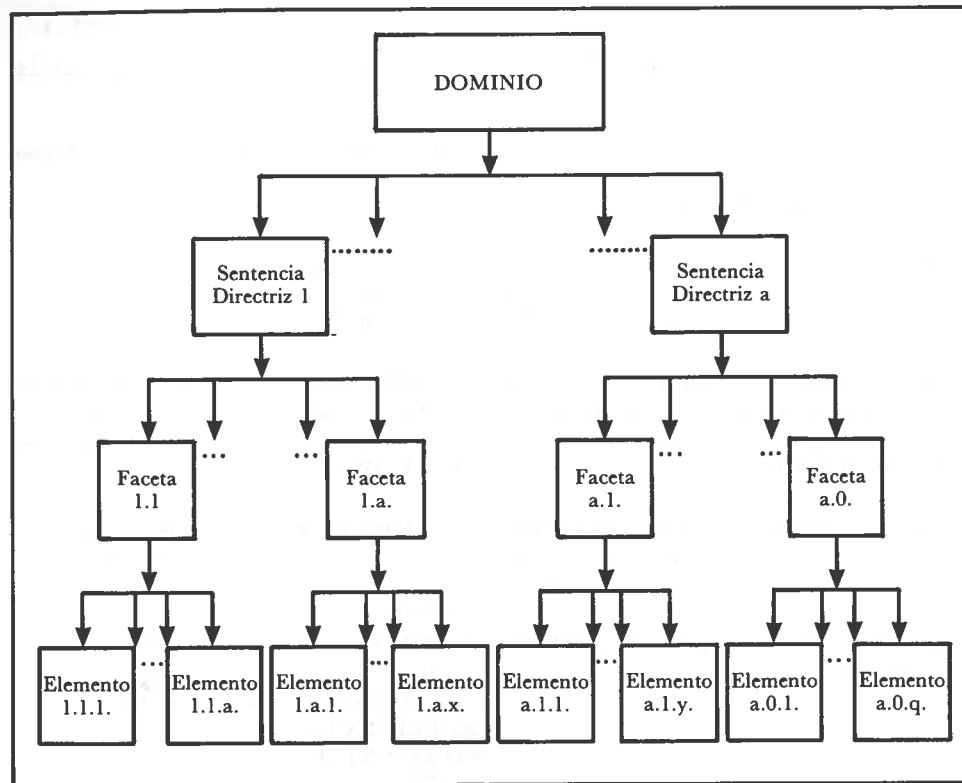 DOMINIO
Sentencia
Directriz 1
Sentencia
Directriz a
Faceta
1.1
Faceta
1.a.
Faceta
a.1.
Faceta
a.0.
Elemento
1.1.1.
Elemento
1.1.a.
Elemento
1.a.1.
Elemento
1.a.x.
Elemento
a.1.1.
Elemento
a.1.y.
Elemento
a.0.1.
Elemento
a.0.q.